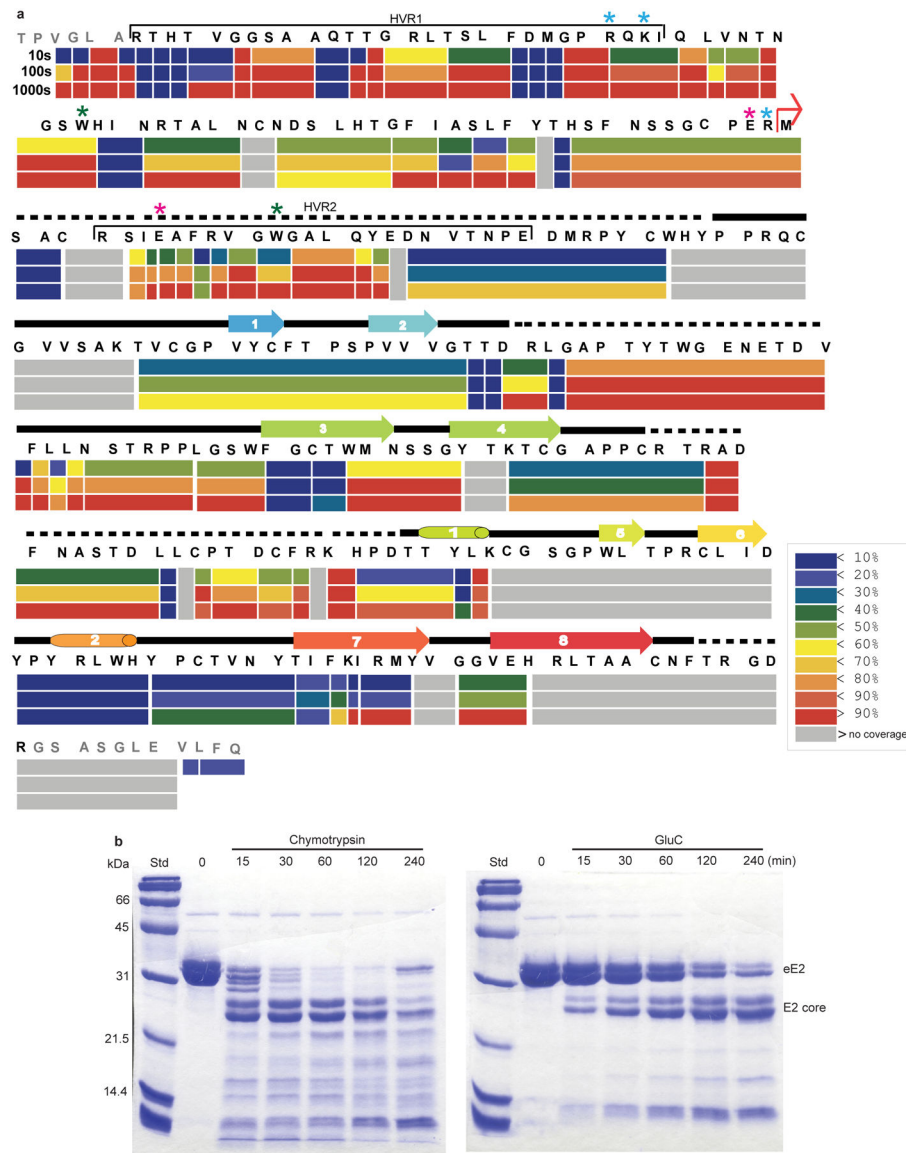 a
HVR1
* *
T P V G L A R T H T V G G S A A Q T T G R L T S L F D M G P R Q K I Q L V N T N
10s
100s
1000s
* * *
G S W H I N R T A L N C N D S L H T G F I A S L F Y T H S F N S S G C P E R M
* * HVR2
S A C R S I E A F R V G W G A L Q Y E D N V T N P E D M R P Y C W H Y P P R Q C
1 2
G V V S A K T V C G P V Y C F T P S P V V V G T T D R L G A P T Y T W G E N E T D V
3 4
F L L N S T R P P L G S W F G C T W M N S S G Y T K T C G A P P C R T R A D
1 5 6
F N A S T D L L C P T D C F R K H P D T T Y L K C G S G P W L T P R C L I D
2 7 8
Y P Y R L W H Y P C T V N Y T I F K I R M Y V G G V E H R L T A A C N F T R G D
R G S A S G L E V L F Q
< 10%
< 20%
< 30%
< 40%
< 50%
< 60%
< 70%
< 80%
< 90%
> 90%
> no coverage
b
Chymotrypsin
kDa Std 0 15 30 60 120 240
66
45
31
21.5
14.4
GluC
Std 0 15 30 60 120 240 (min)
eE2
E2 core